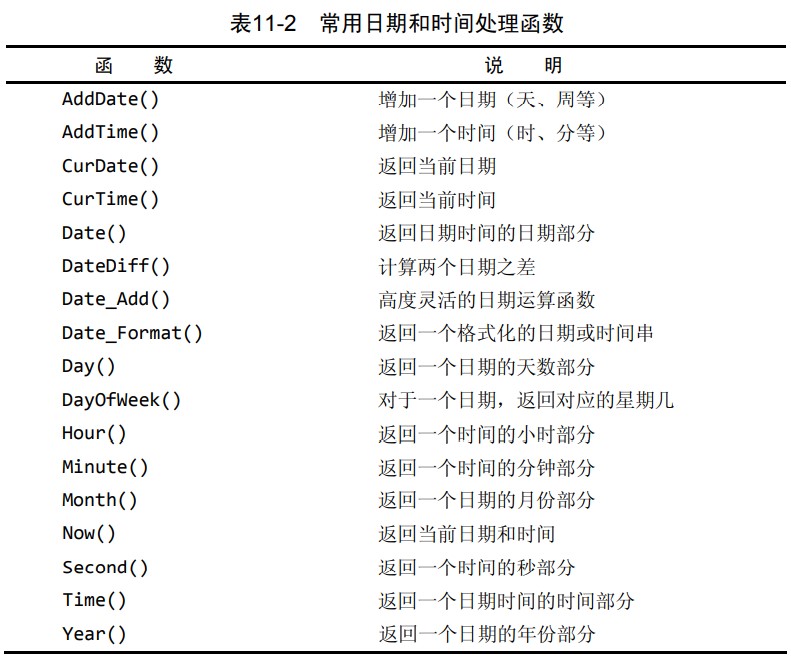 表11-2 常用日期和时间处理函数
函 数 说 明
AddDate() 增加一个日期（天、周等）
AddTime() 增加一个时间（时、分等）
CurDate() 返回当前日期
CurTime() 返回当前时间
Date() 返回日期时间的日期部分
DateDiff() 计算两个日期之差
Date_Add() 高度灵活的日期运算函数
Date_Format() 返回一个格式化的日期或时间串
Day() 返回一个日期的天数部分
DayOfWeek() 对于一个日期，返回对应的星期几
Hour() 返回一个时间的小时部分
Minute() 返回一个时间的分钟部分
Month() 返回一个日期的月份部分
Now() 返回当前日期和时间
Second() 返回一个时间的秒部分
Time() 返回一个日期时间的时间部分
Year() 返回一个日期的年份部分